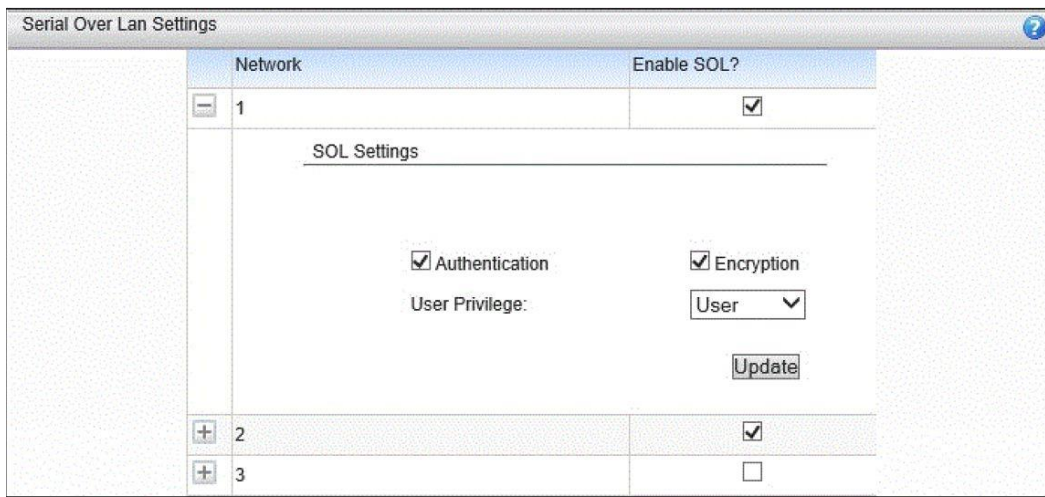 Serial Over Lan Settings
?
Network Enable SOL?
1
SOL Settings
Authentication Encryption
User Privilege: User
Update
2
3